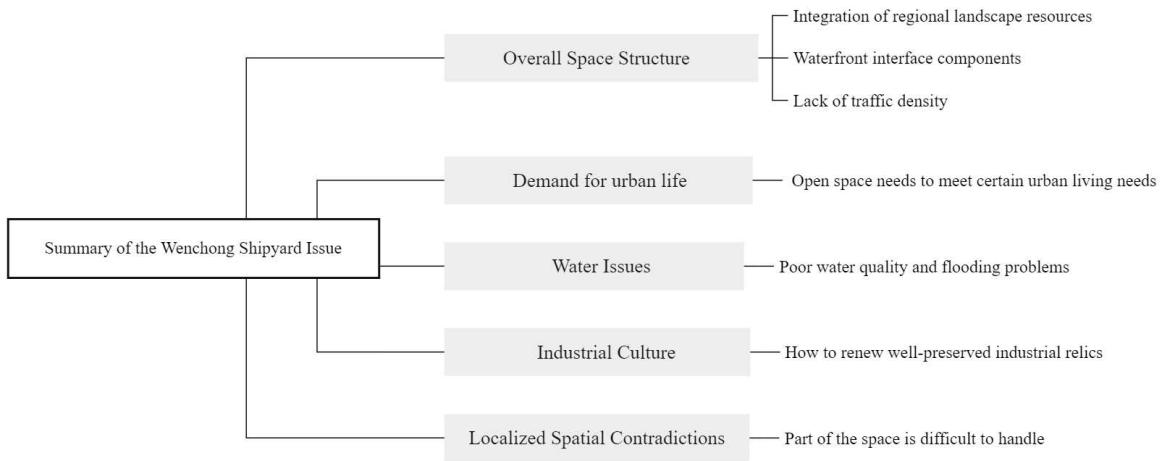 Summary of the Wenchong Shipyard Issue
Overall Space Structure
Integration of regional landscape resources
Waterfront interface components
Lack of traffic density
Demand for urban life
Open space needs to meet certain urban living needs
Water Issues
Poor water quality and flooding problems
Industrial Culture
How to renew well-preserved industrial relics
Localized Spatial Contradictions
Part of the space is difficult to handle